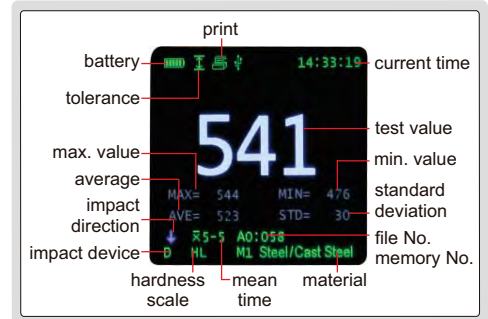 print
battery
14:33:19
current time
tolerance
541
test value
max. value
min. value
MAX= 544 MIN= 476
average
standard deviation
AVE= 523 STD= 30
impact direction
x̄5-5 A0:058
file No.
memory No.
impact device
D HL M1 Steel/Cast Steel
hardness scale
mean time
material